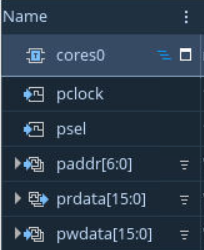 Name
cores0
pclock
psel
paddr[6:0]
prdata[15:0]
pwdata[15:0]